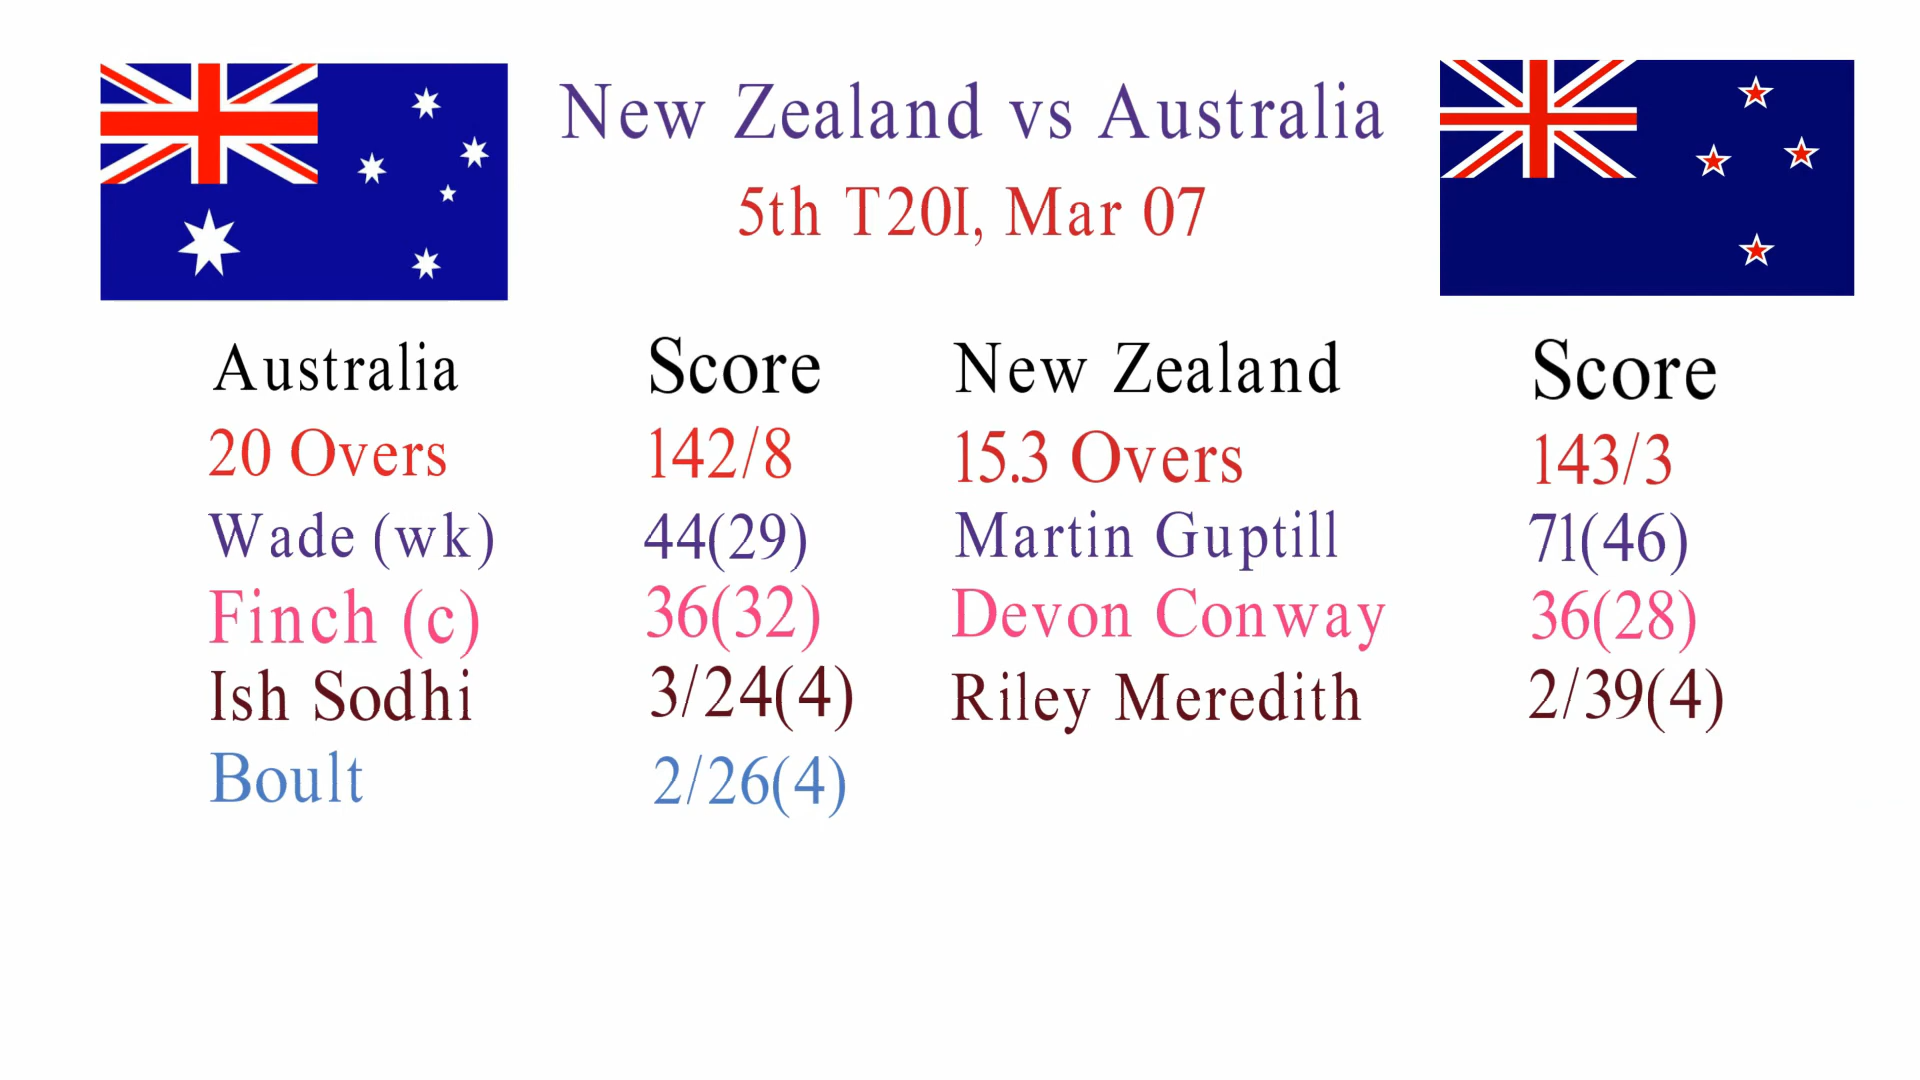 New Zealand vs Australia
5th T20I, Mar 07
Australia Score New Zealand Score
20 Overs 142/8 15.3 Overs 143/3
Wade (wk) 44(29) Martin Guptill 71(46)
Finch (c) 36(32) Devon Conway 36(28)
Ish Sodhi 3/24(4) Riley Meredith 2/39(4)
Boult 2/26(4)